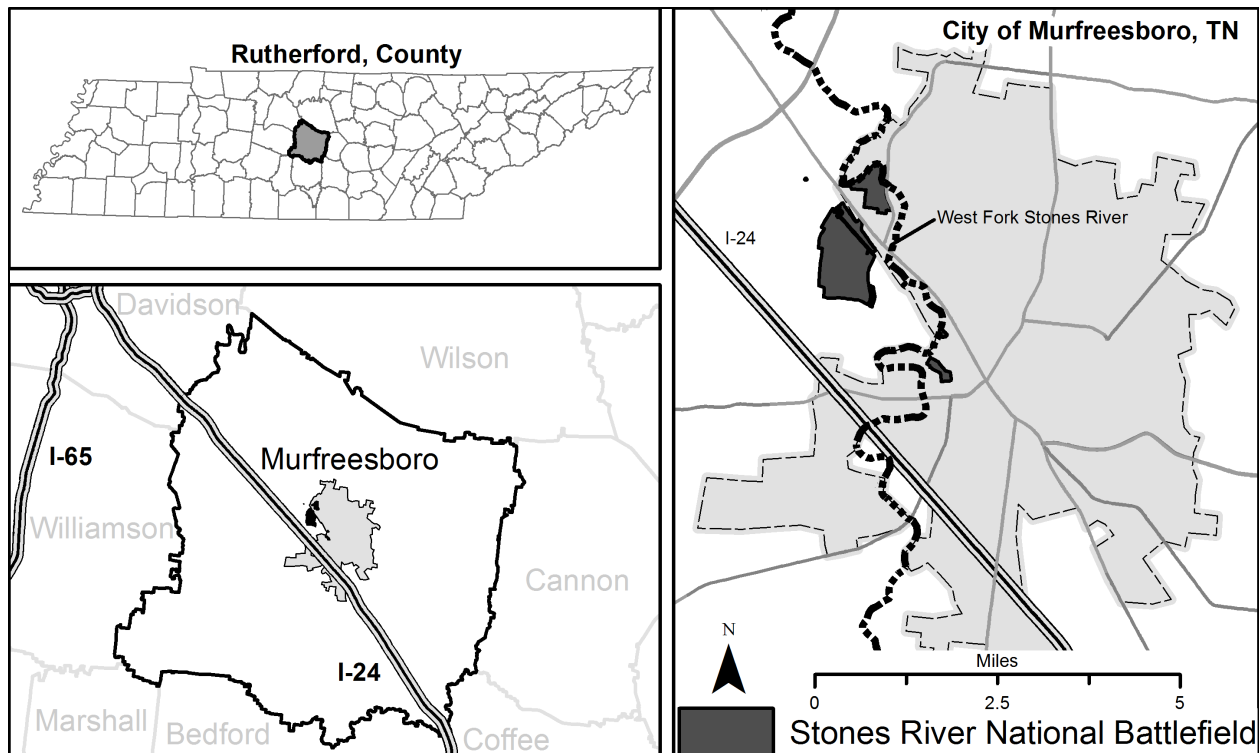 Rutherford, County
Davidson
Wilson
I-65
Murfreesboro
Williamson
Cannon
I-24
Marshall
Bedford
Coffee
City of Murfreesboro, TN
West Fork Stones River
I-24
N
Miles
0 2.5 5
Stones River National Battlefield